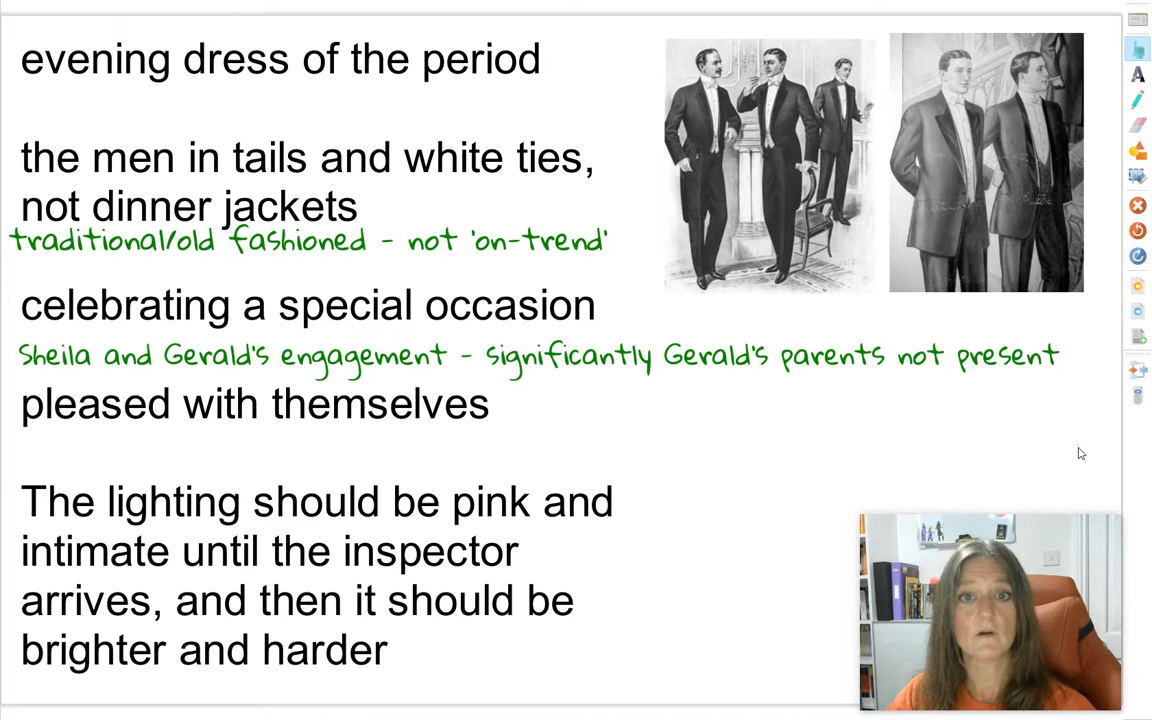 evening dress of the period
the men in tails and white ties,
not dinner jackets
traditional/old fashioned - not 'on-trend'
celebrating a special occasion
Sheila and Gerald's engagement - significantly Gerald's parents not present
pleased with themselves
The lighting should be pink and
intimate until the inspector
arrives, and then it should be
brighter and harder